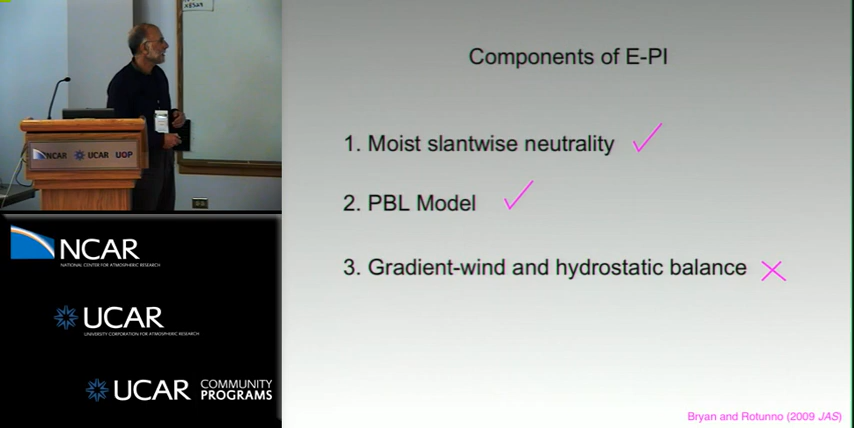 NCAR UCAR UOP
NCAR
NATIONAL CENTER FOR ATMOSPHERIC RESEARCH
UCAR
UNIVERSITY CORPORATION FOR ATMOSPHERIC RESEARCH
UCAR COMMUNITY PROGRAMS
Components of E-PI
1. Moist slantwise neutrality
2. PBL Model
3. Gradient-wind and hydrostatic balance
Bryan and Rotunno (2009 JAS)